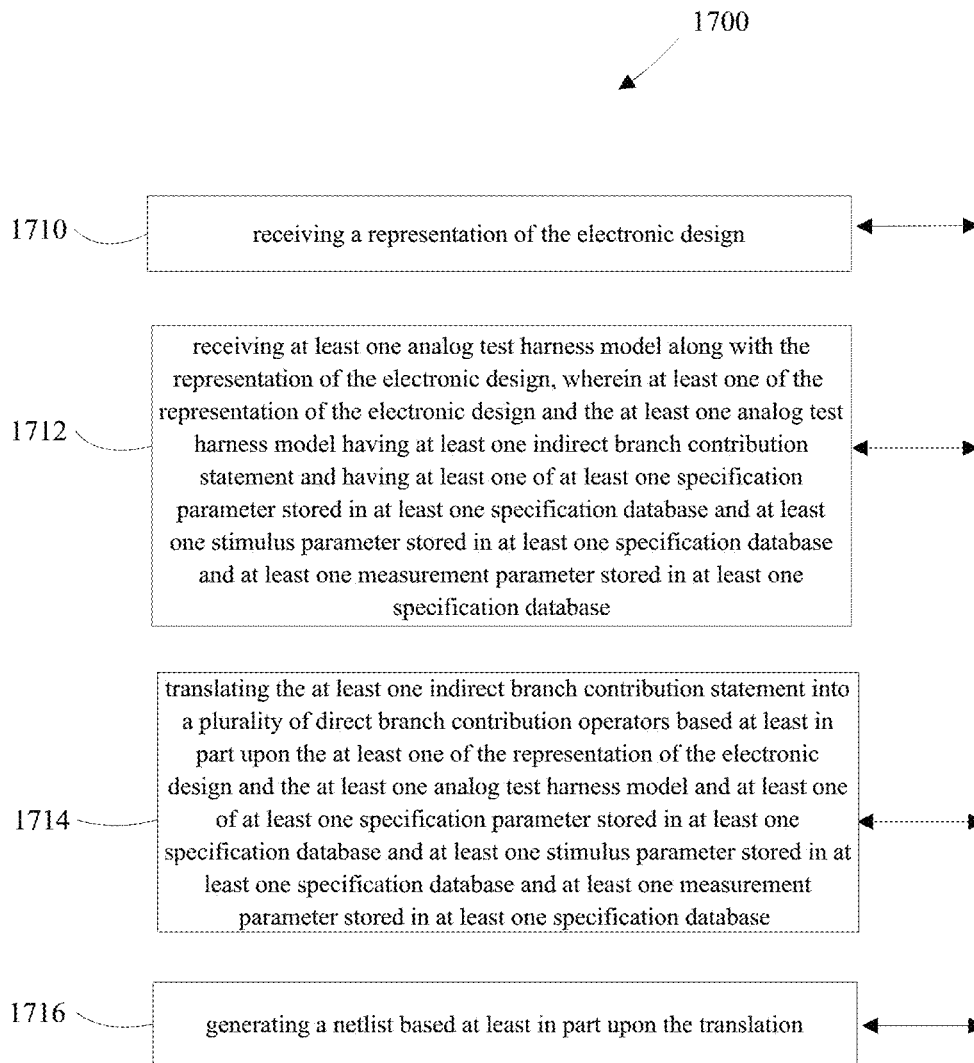 1700
1710
receiving a representation of the electronic design
1712
receiving at least one analog test harness model along with the
representation of the electronic design, wherein at least one of the
representation of the electronic design and the at least one analog test
harness model having at least one indirect branch contribution
statement and having at least one of at least one specification
parameter stored in at least one specification database and at least
one stimulus parameter stored in at least one specification database
and at least one measurement parameter stored in at least one
specification database
1714
translating the at least one indirect branch contribution statement into
a plurality of direct branch contribution operators based at least in
part upon the at least one of the representation of the electronic
design and the at least one analog test harness model and at least one
of at least one specification parameter stored in at least one
specification database and at least one stimulus parameter stored in at
least one specification database and at least one measurement
parameter stored in at least one specification database
1716
generating a netlist based at least in part upon the translation